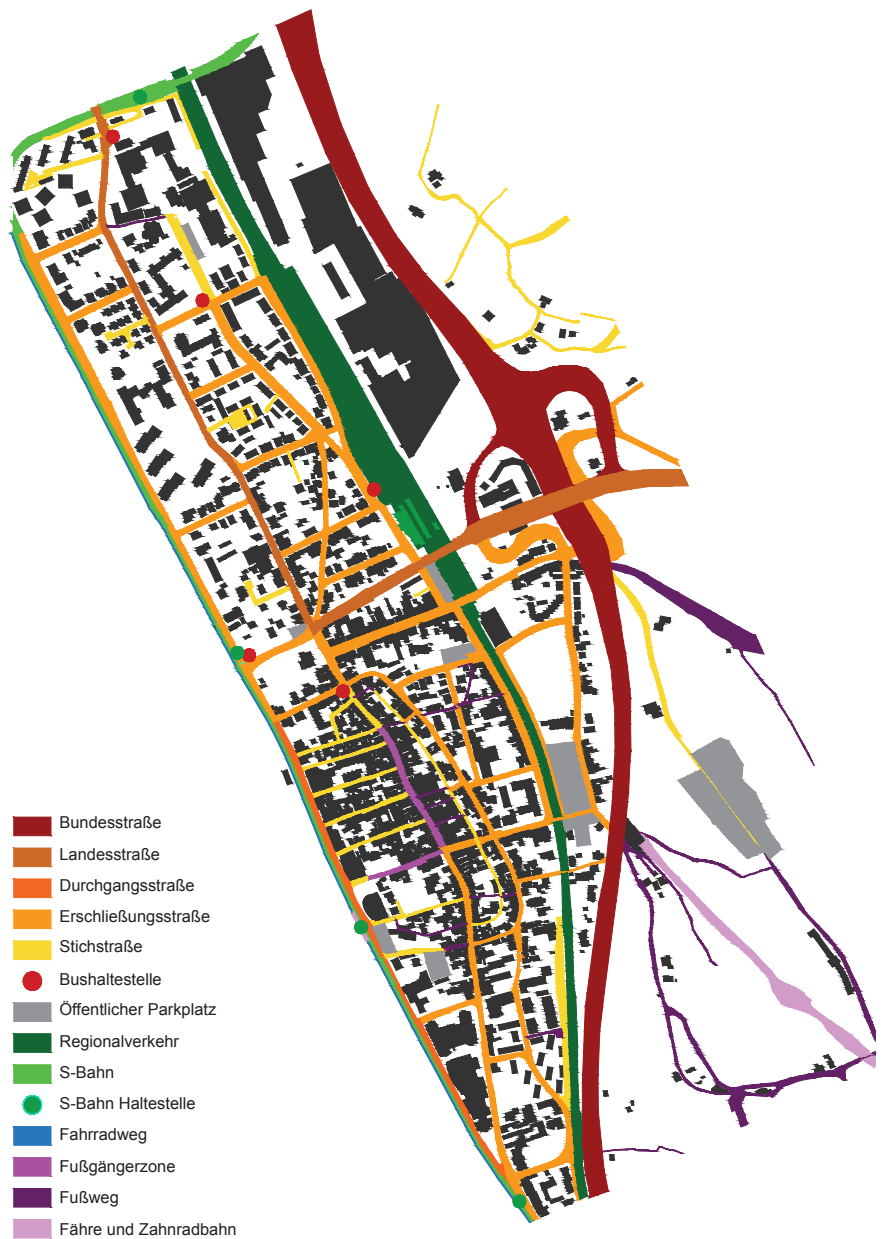 Bundesstraße
Landesstraße
Durchgangsstraße
Erschließungsstraße
Stichstraße
Bushaltestelle
Öffentlicher Parkplatz
Regionalverkehr
S-Bahn
S-Bahn Haltestelle
Fahrradweg
Fußgängerzone
Fußweg
Fähre und Zahnradbahn